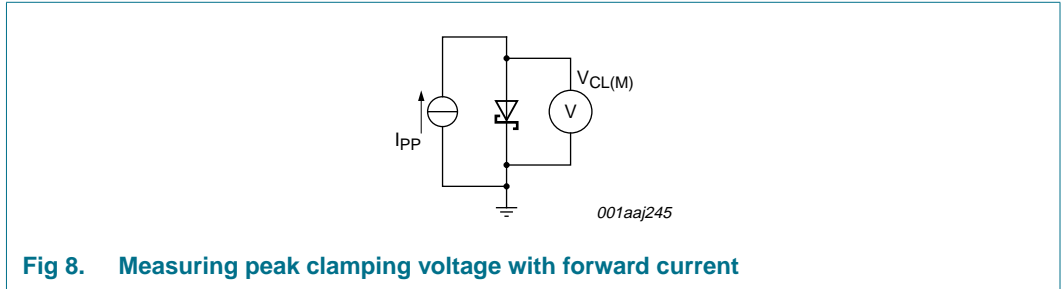 V_CL(M)
V
I_PP
001aaj245
Fig 8. Measuring peak clamping voltage with forward current